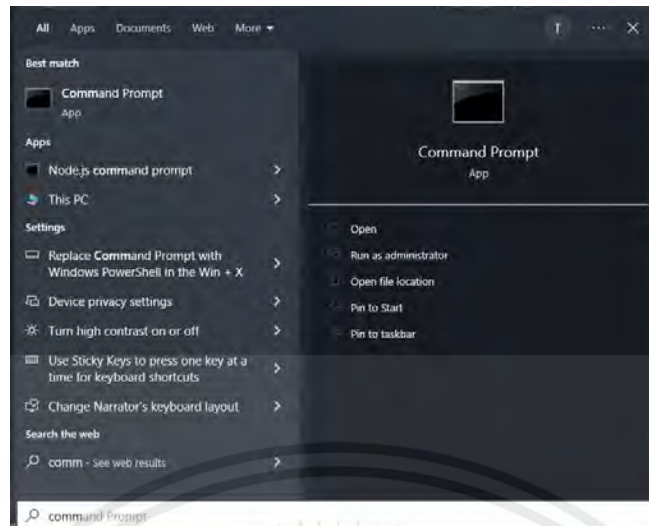 All Apps Documents Web More
T
Best match
Command Prompt
App
Apps
Node.js command prompt
This PC
Settings
Replace Command Prompt with
Windows PowerShell in the Win + X
Device privacy settings
Turn high contrast on or off
Use Sticky Keys to press one key at a
time for keyboard shortcuts
Change Narrator's keyboard layout
Search the web
comm - See web results
command Prompt
Command Prompt
App
Open
Run as administrator
Open file location
Pin to Start
Pin to taskbar